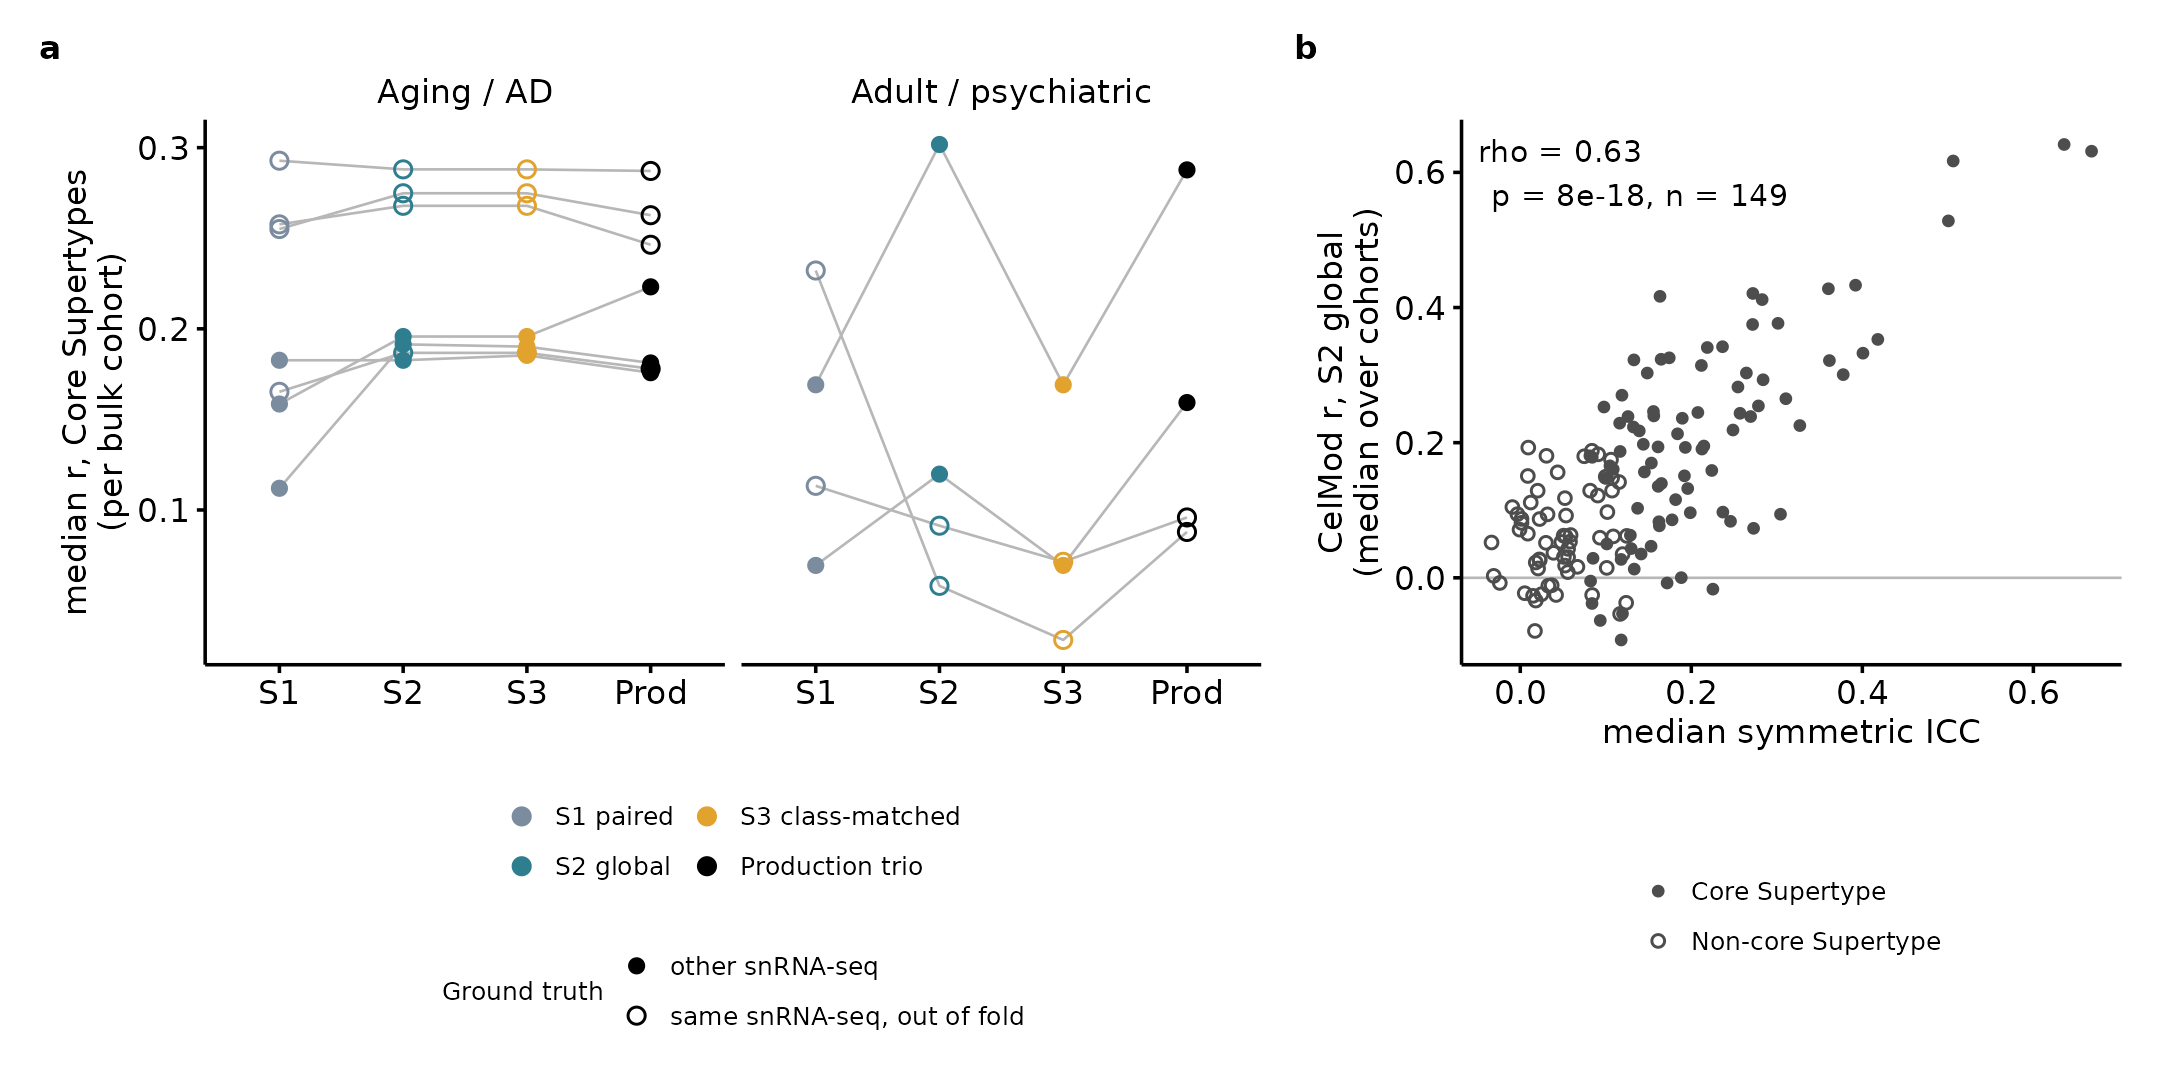 a
Aging / AD
Adult / psychiatric
median r, Core Supertypes
(per bulk cohort)
0.3
0.2
0.1
S1
S2
S3
Prod
S1
S2
S3
Prod
S1 paired
S3 class-matched
S2 global
Production trio
Ground truth
other snRNA-seq
same snRNA-seq, out of fold
b
rho = 0.63
p = 8e-18, n = 149
CelMod r, S2 global
(median over cohorts)
0.6
0.4
0.2
0.0
0.0
0.2
0.4
0.6
median symmetric ICC
Core Supertype
Non-core Supertype